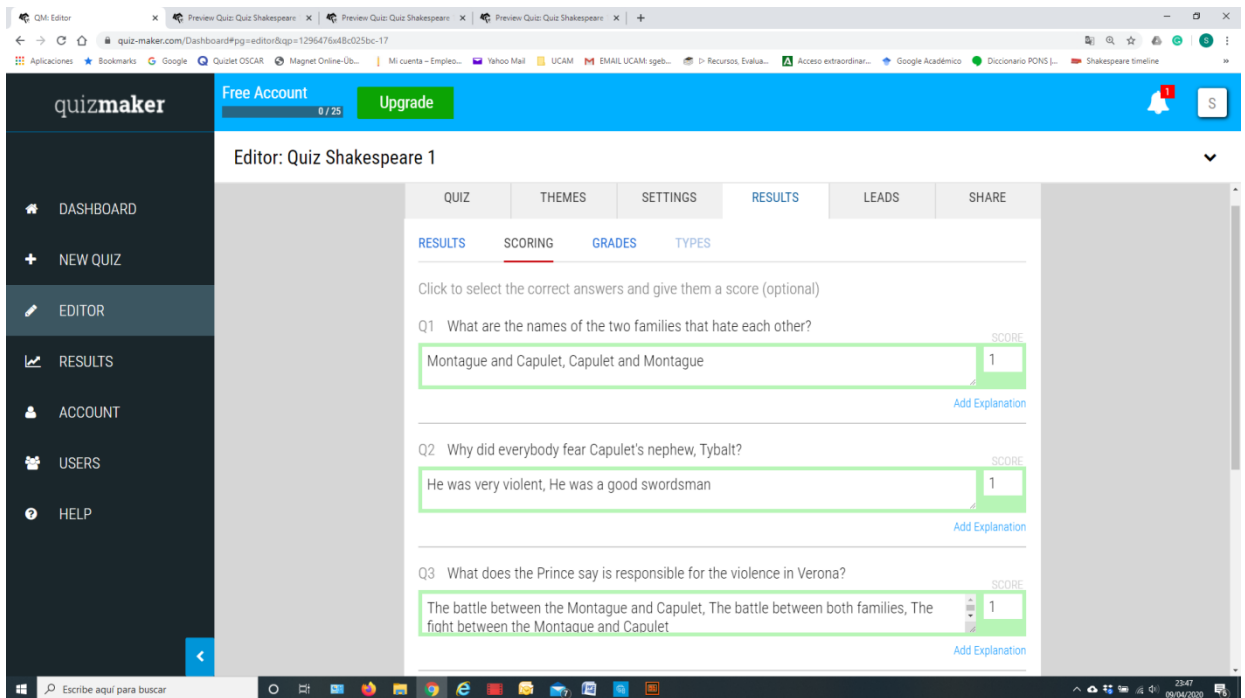 QM: Editor
Preview Quiz: Quiz Shakespeare
Preview Quiz: Quiz Shakespeare
Preview Quiz: Quiz Shakespeare
quiz-maker.com/Dashboard#pg=editor&qp=1296476x48c025bc-17
Aplicaciones Bookmarks Google Quizlet OSCAR Magnet Online-Üb... Mi cuenta – Empleo... Yahoo Mail UCAM EMAIL UCAM: sgeb... ▷ Recursos, Evalua... Acceso extraordinar... Google Académico Diccionario PONS |... Shakespeare timeline
quizmaker
Free Account
0 / 25
Upgrade
1
S
Editor: Quiz Shakespeare 1
DASHBOARD
NEW QUIZ
EDITOR
RESULTS
ACCOUNT
USERS
HELP
QUIZ THEMES SETTINGS RESULTS LEADS SHARE
RESULTS SCORING GRADES TYPES
Click to select the correct answers and give them a score (optional)
Q1 What are the names of the two families that hate each other?
SCORE
Montague and Capulet, Capulet and Montague
1
Add Explanation
Q2 Why did everybody fear Capulet's nephew, Tybalt?
SCORE
He was very violent, He was a good swordsman
1
Add Explanation
Q3 What does the Prince say is responsible for the violence in Verona?
SCORE
The battle between the Montague and Capulet, The battle between both families, The
fight between the Montague and Capulet
1
Add Explanation
Escribe aquí para buscar
23:47
09/04/2020